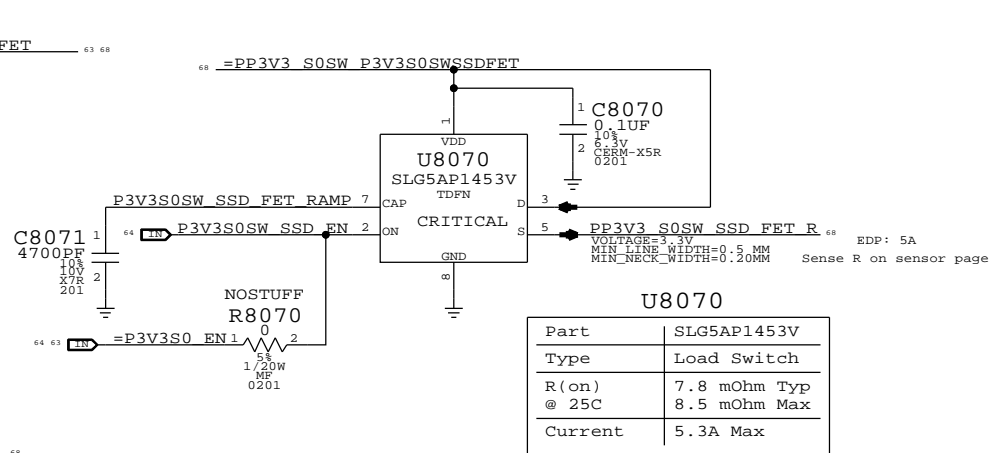 FET 63 68
68 =PP3V3_S0SW_P3V3S0SWSSDFET
1
VDD
U8070
SLG5AP1453V
TDFN
CRITICAL
CAP
ON
D
S
GND
7
2
3
5
8
1 C8070
0.1UF
10%
6.3V
2 CERM-X5R
0201
P3V3S0SW_SSD_FET_RAMP
64 IN P3V3S0SW_SSD_EN
C8071 1
4700PF
10%
10V
X7R 2
201
PP3V3_S0SW_SSD_FET_R 68
VOLTAGE=3.3V
MIN_LINE_WIDTH=0.5 MM
MIN_NECK_WIDTH=0.20MM
EDP: 5A
Sense R on sensor page
NOSTUFF
R8070
0
64 63 IN =P3V3S0_EN 1 2
5%
1/20W
MF
0201
U8070
Part SLG5AP1453V
Type Load Switch
R(on) 7.8 mOhm Typ
@ 25C 8.5 mOhm Max
Current 5.3A Max
68